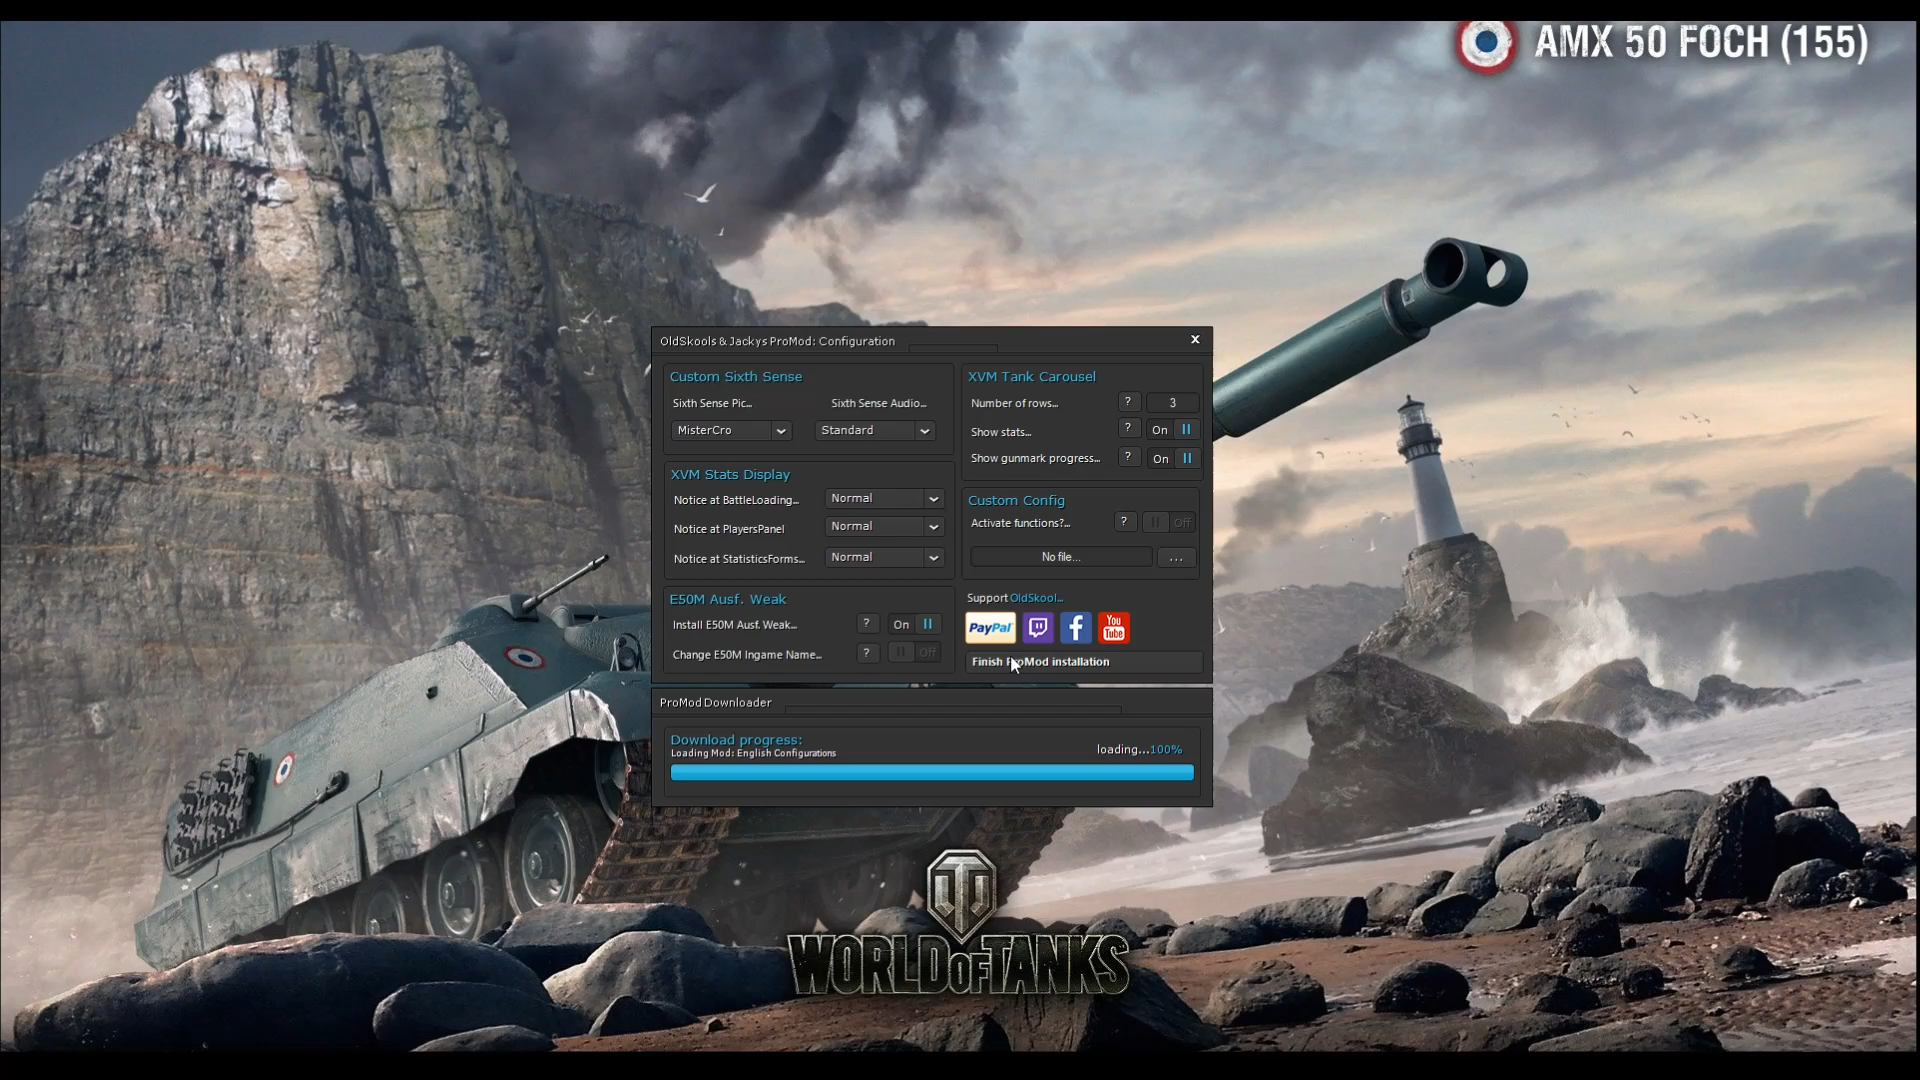 AMX 50 FOCH (155)
OldSkools & Jackys ProMod: Configuration
x
Custom Sixth Sense
Sixth Sense Pic...
Sixth Sense Audio...
MisterCro
Standard
XVM Stats Display
Notice at BattleLoading...
Normal
Notice at PlayersPanel
Normal
Notice at StatisticsForms...
Normal
E50M Ausf. Weak
Install E50M Ausf. Weak...
?
On
Change E50M Ingame Name...
?
Off
XVM Tank Carousel
Number of rows...
?
3
Show stats...
?
On
Show gunmark progress...
?
On
Custom Config
Activate functions?...
?
Off
No file...
...
Support OldSkool...
PayPal
You Tube
Finish ProMod installation
ProMod Downloader
Download progress:
Loading Mod: English Configurations
loading...100%
WORLD OF TANKS